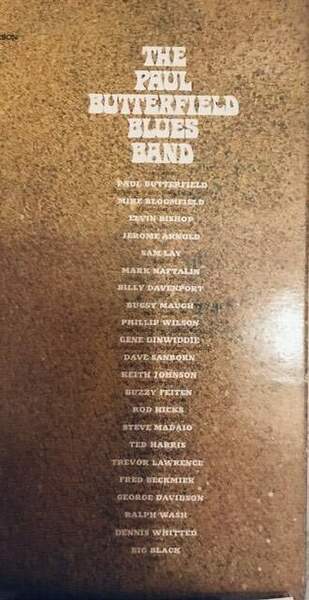 SON
THE
PAUL
BUTTERFIELD
BLUES
BAND
PAUL BUTTERFIELD
MIKE BLOOMFIELD
ELVIN BISHOP
JEROME ARNOLD
SAM LAY
MARK NAFTALIN
BILLY DAVENPORT
BUGSY MAUGH
PHILLIP WILSON
GENE DINWIDDIE
DAVE SANBORN
KEITH JOHNSON
BUZZY FEITEN
ROD HICKS
STEVE MADAIO
TED HARRIS
TREVOR LAWRENCE
FRED BECKMIER
GEORGE DAVIDSON
RALPH WASH
DENNIS WHITTED
BIG BLACK